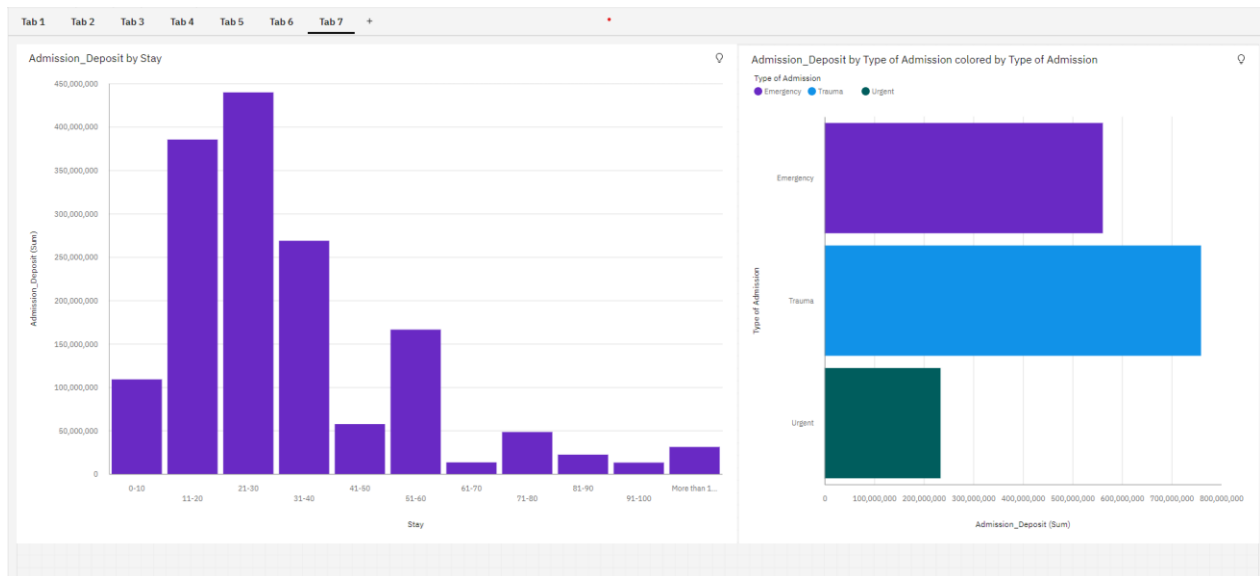 Tab 1 Tab 2 Tab 3 Tab 4 Tab 5 Tab 6 Tab 7 +
Admission_Deposit by Stay
450,000,000
400,000,000
350,000,000
300,000,000
250,000,000
200,000,000
150,000,000
100,000,000
50,000,000
0
Admission_Deposit (Sum)
0-10 11-20 21-30 31-40 41-50 51-60 61-70 71-80 81-90 91-100 More than 1...
Stay
Admission_Deposit by Type of Admission colored by Type of Admission
Type of Admission
Emergency Trauma Urgent
Type of Admission
Emergency
Trauma
Urgent
0 100,000,000 200,000,000 300,000,000 400,000,000 500,000,000 600,000,000 700,000,000 800,000,000
Admission_Deposit (Sum)